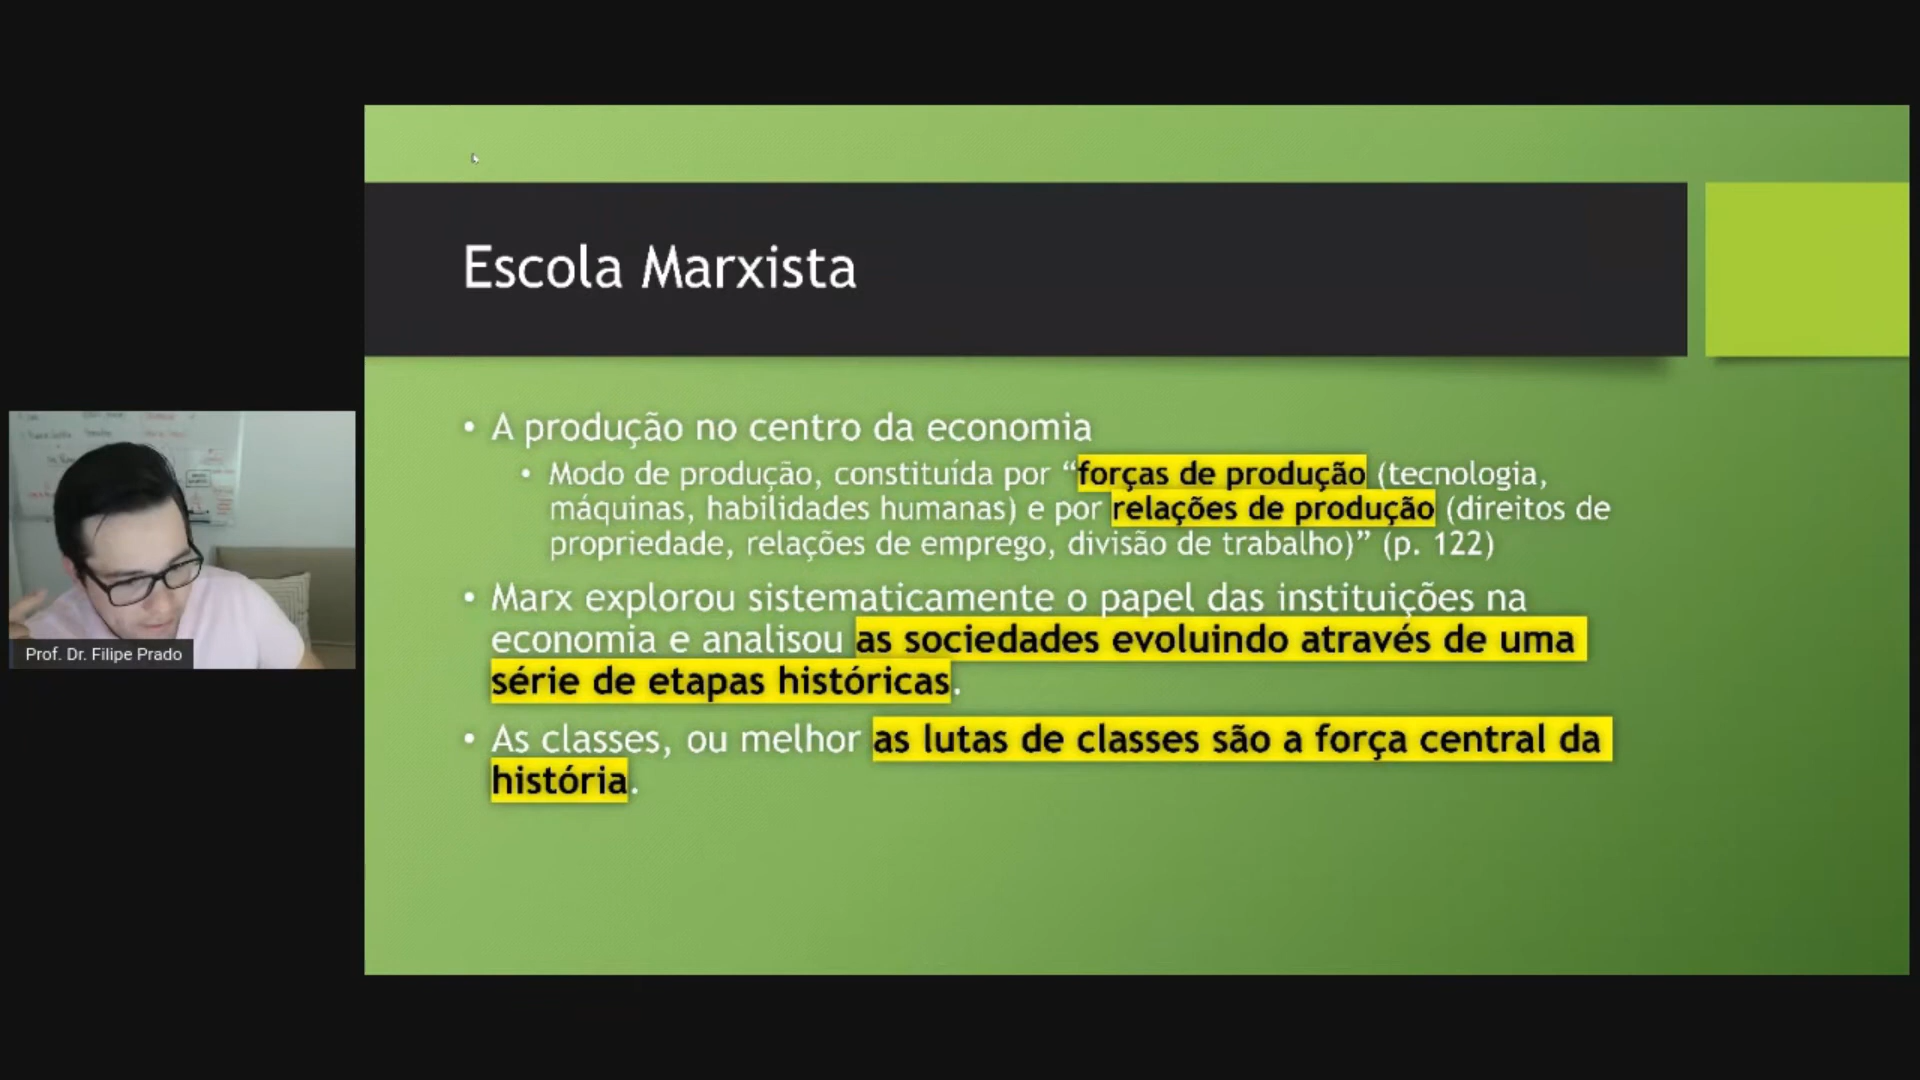 Escola Marxista
• A produção no centro da economia
• Modo de produção, constituída por “forças de produção (tecnologia,
máquinas, habilidades humanas) e por relações de produção (direitos de
propriedade, relações de emprego, divisão de trabalho)” (p. 122)
• Marx explorou sistematicamente o papel das instituições na
economia e analisou as sociedades evoluindo através de uma
série de etapas históricas.
• As classes, ou melhor as lutas de classes são a força central da
história.
Prof. Dr. Filipe Prado